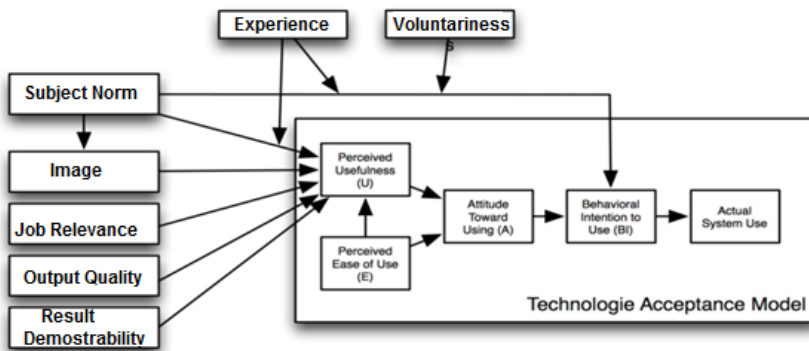 Experience
Voluntariness
s
Subject Norm
Image
Job Relevance
Output Quality
Result
Demostrability
Perceived
Usefulness
(U)
Perceived
Ease of Use
(E)
Attitude
Toward
Using (A)
Behavioral
Intention to
Use (BI)
Actual
System Use
Technologie Acceptance Model